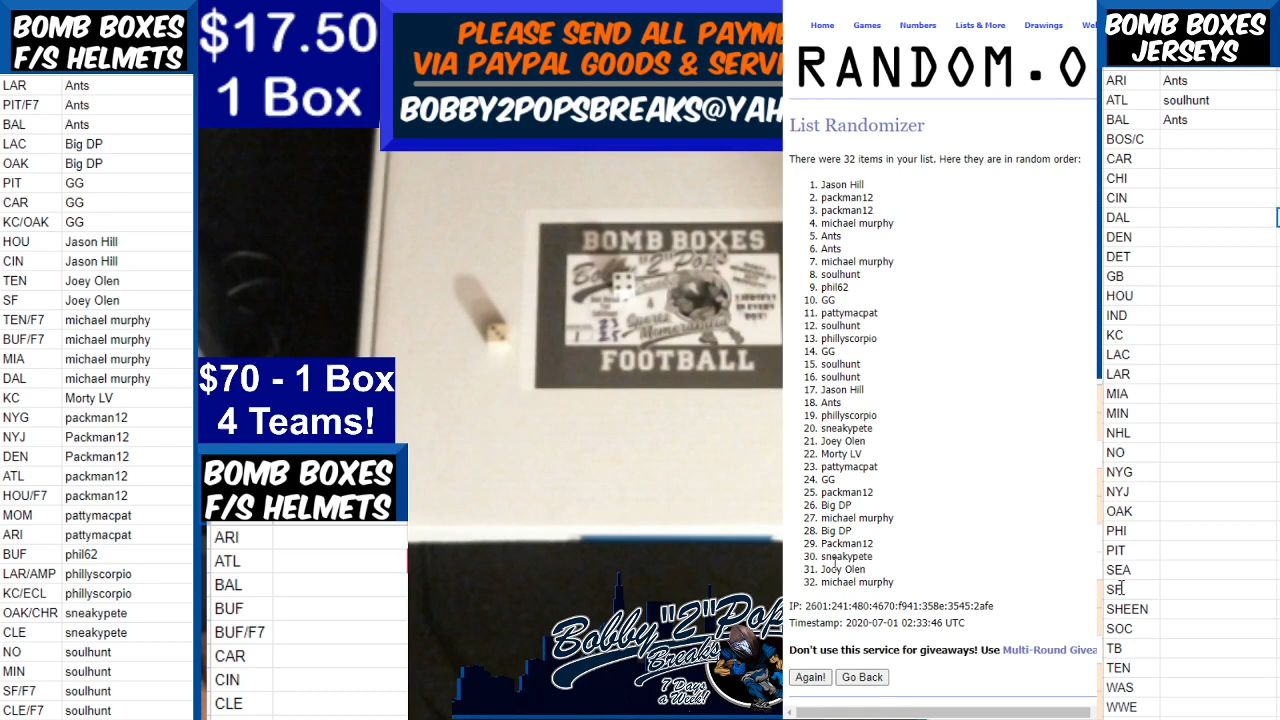 BOMB BOXES
F/S HELMETS
LAR Ants
PIT/F7 Ants
BAL Ants
LAC Big DP
OAK Big DP
PIT GG
CAR GG
KC/OAK GG
HOU Jason Hill
CIN Jason Hill
TEN Joey Olen
SF Joey Olen
TEN/F7 michael murphy
BUF/F7 michael murphy
MIA michael murphy
DAL michael murphy
KC Morty LV
NYG packman12
NYJ Packman12
DEN Packman12
ATL packman12
HOU/F7 packman12
MOM pattymacpat
ARI pattymacpat
BUF phil62
LAR/AMP phillyscorpio
KC/ECL phillyscorpio
OAK/CHR sneakypete
CLE sneakypete
NO soulhunt
MIN soulhunt
SF/F7 soulhunt
CLE/F7 soulhunt
$17.50
1 Box
PLEASE SEND ALL PAYME
VIA PAYPAL GOODS & SERVI
BOBBY2POPSBREAKS@YAH
BOMB BOXES
Bobby "2" Pops
Sports
Memorabilia
FOOTBALL
$70 - 1 Box
4 Teams!
BOMB BOXES
F/S HELMETS
ARI
ATL
BAL
BUF
BUF/F7
CAR
CIN
CLE
Bobby "2" Pop
Breaks
7 Days
a Week!
Home Games Numbers Lists & More Drawings We
RANDOM.O
List Randomizer
There were 32 items in your list. Here they are in random order:
1. Jason Hill
2. packman12
3. packman12
4. michael murphy
5. Ants
6. Ants
7. michael murphy
8. soulhunt
9. phil62
10. GG
11. pattymacpat
12. soulhunt
13. phillyscorpio
14. GG
15. soulhunt
16. soulhunt
17. Jason Hill
18. Ants
19. phillyscorpio
20. sneakypete
21. Joey Olen
22. Morty LV
23. pattymacpat
24. GG
25. packman12
26. Big DP
27. michael murphy
28. Big DP
29. Packman12
30. sneakypete
31. Jody Olen
32. michael murphy
IP: 2601:241:480:4670:f941:358e:3545:2afe
Timestamp: 2020-07-01 02:33:46 UTC
Don't use this service for giveaways! Use Multi-Round Givea
Again! Go Back
BOMB BOXES
JERSEYS
ARI Ants
ATL soulhunt
BAL Ants
BOS/C
CAR
CHI
CIN
DAL
DEN
DET
GB
HOU
IND
KC
LAC
LAR
MIA
MIN
NHL
NO
NYG
NYJ
OAK
PHI
PIT
SEA
SF
SHEEN
SOC
TB
TEN
WAS
WWE